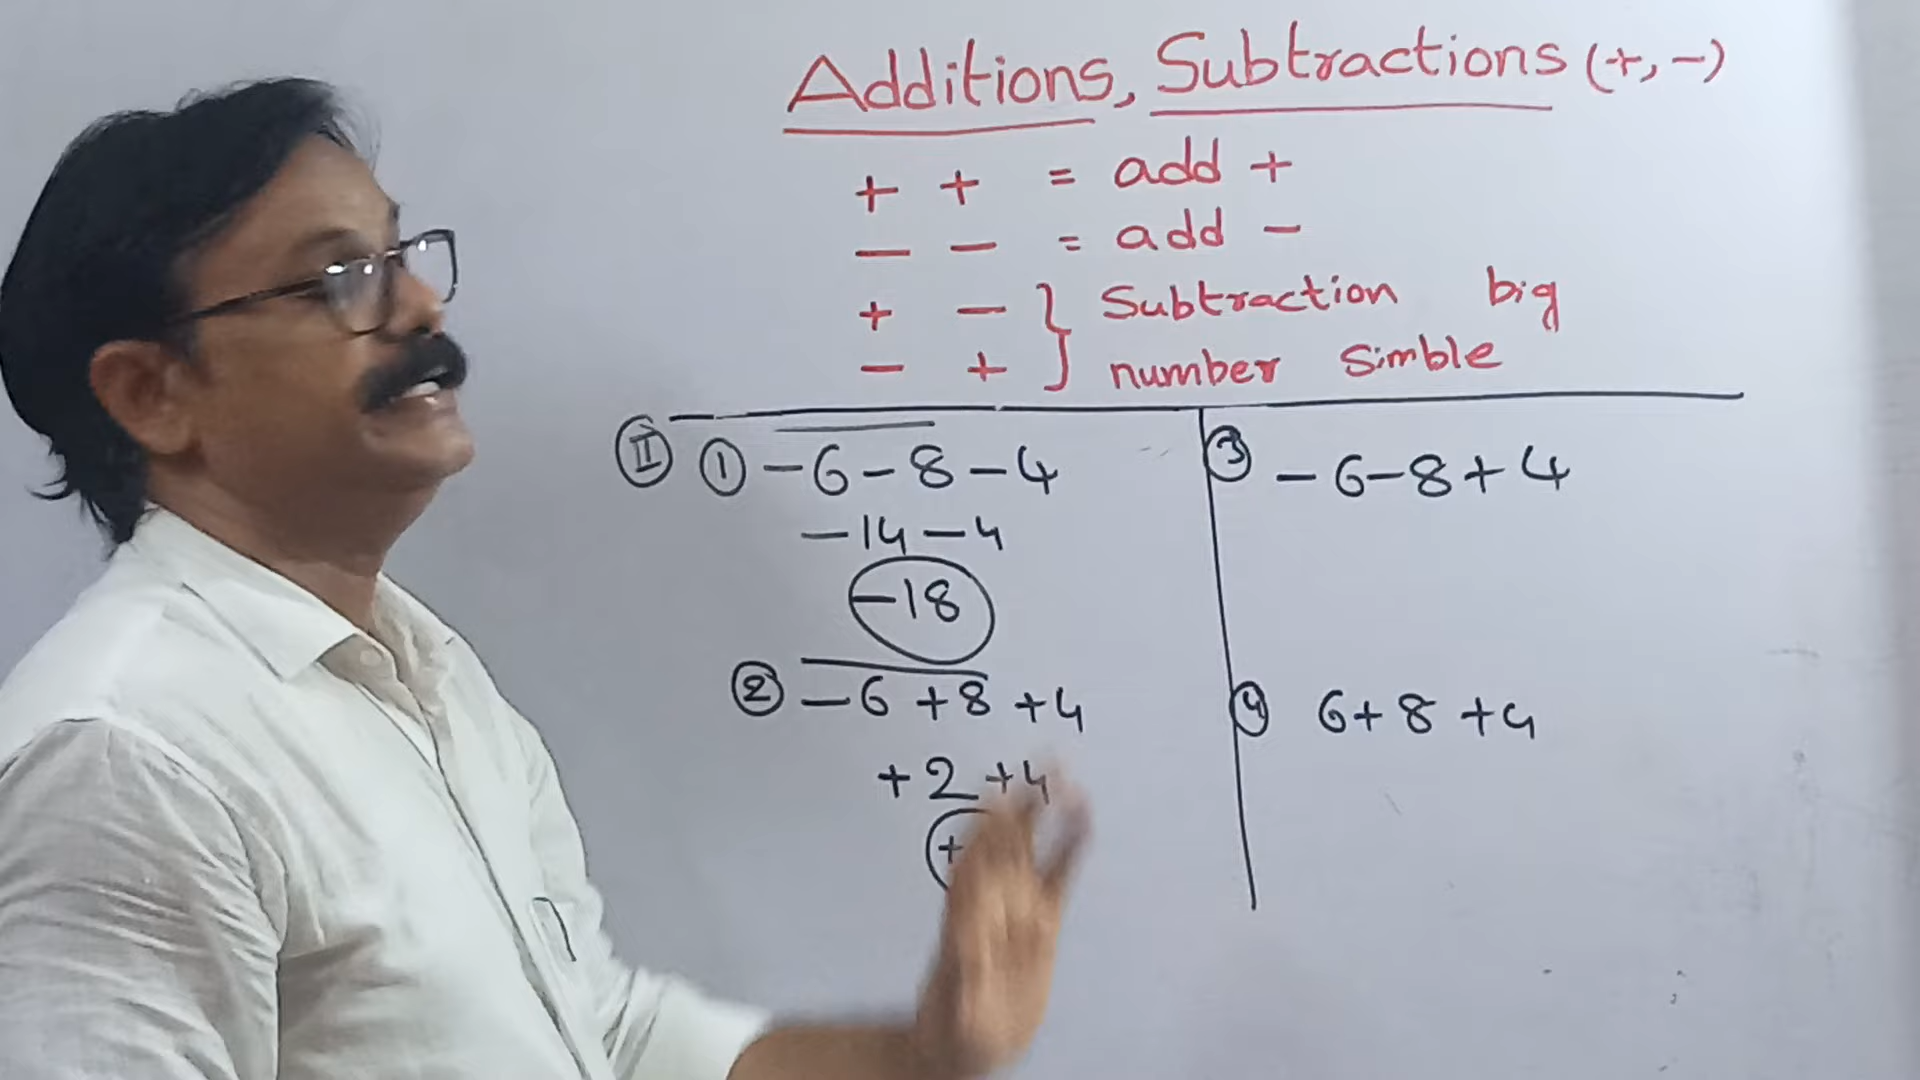 Additions, Subtractions (+, -)
+ + = add +
- - = add -
+ - } Subtraction big
- + number Simble
II 1 -6-8-4
-14-4
-18
2 -6+8+4
+2+4
+
3 -6-8+4
4 6+8+4